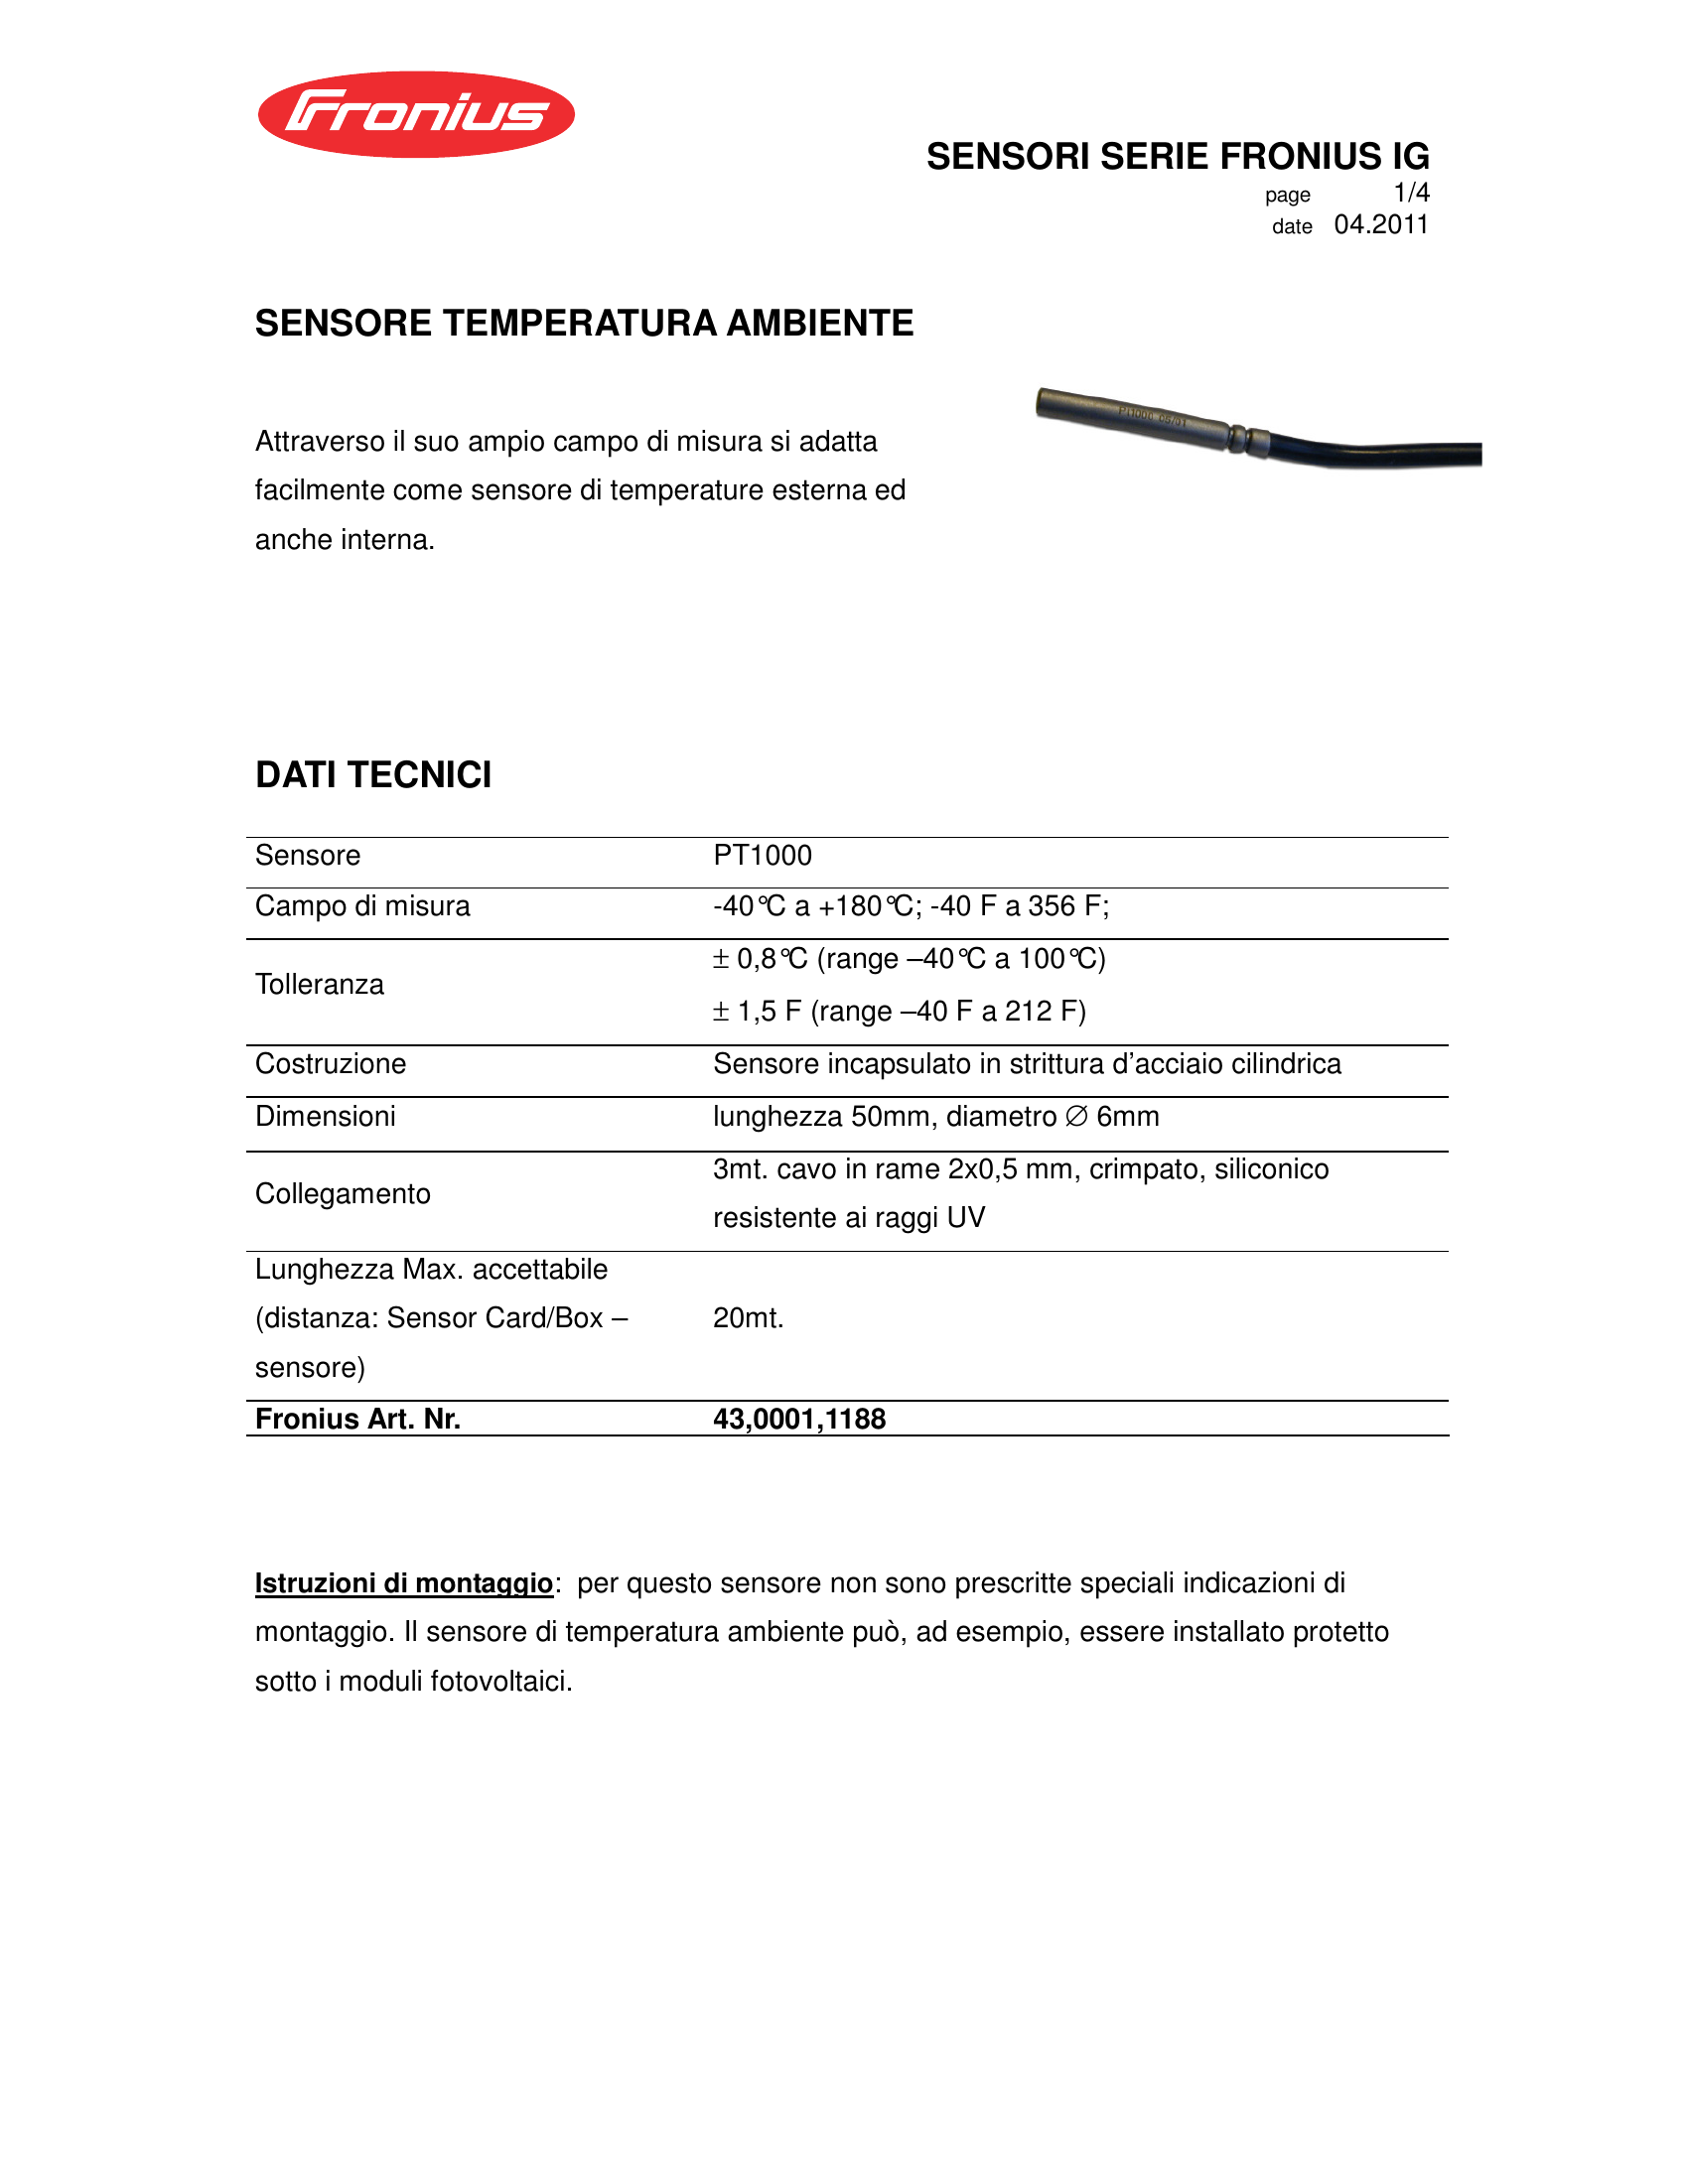 Fronius
SENSORI SERIE FRONIUS IG
page 1/4
date 04.2011
SENSORE TEMPERATURA AMBIENTE
Attraverso il suo ampio campo di misura si adatta
facilmente come sensore di temperature esterna ed
anche interna.
DATI TECNICI
Sensore PT1000
Campo di misura -40°C a +180°C; -40 F a 356 F;
Tolleranza
± 0,8°C (range –40°C a 100°C)
± 1,5 F (range –40 F a 212 F)
Costruzione Sensore incapsulato in strittura d’acciaio cilindrica
Dimensioni lunghezza 50mm, diametro ∅ 6mm
Collegamento
3mt. cavo in rame 2x0,5 mm, crimpato, siliconico
resistente ai raggi UV
Lunghezza Max. accettabile
(distanza: Sensor Card/Box – 20mt.
sensore)
Fronius Art. Nr. 43,0001,1188
Istruzioni di montaggio: per questo sensore non sono prescritte speciali indicazioni di
montaggio. Il sensore di temperatura ambiente può, ad esempio, essere installato protetto
sotto i moduli fotovoltaici.